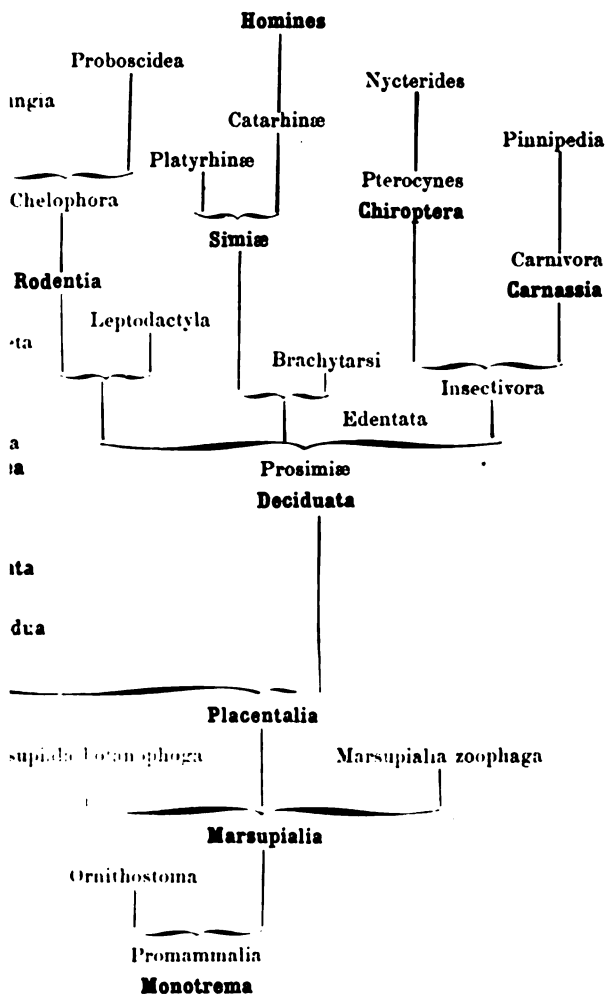 Homines
Proboscidea
Nycterides
Catarhinæ
Pinnipedia
Platyrhinæ
Pterocynes
Chelophora
Chiroptera
Simiæ
Carnivora
Rodentia
Carnassia
Leptodactyla
Brachytarsi
Insectivora
Edentata
Prosimiæ
Deciduata
Placentalia
Marsupialia zoophaga
Marsupialia
Ornithostoma
Promammalia
Monotrema